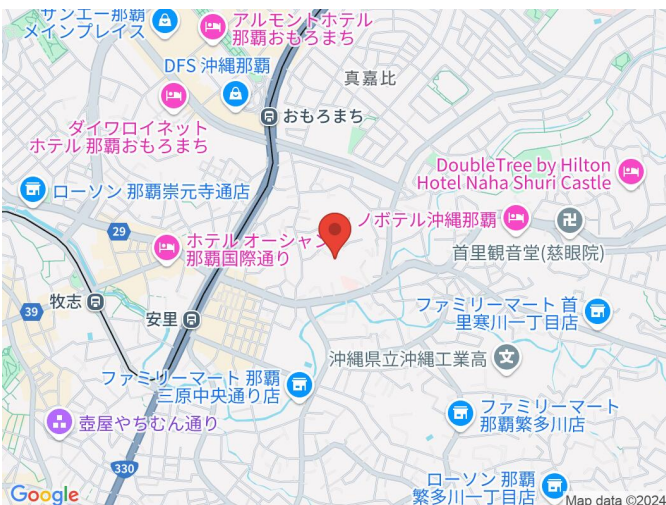 サンエー那覇
メインプレイス
アルモントホテル
那覇おもろまち
DFS 沖縄那覇
真嘉比
おもろまち
ダイワロイネット
ホテル 那覇おもろまち
DoubleTree by Hilton
Hotel Naha Shuri Castle
ローソン 那覇崇元寺通店
ノボテル沖縄那覇
29
ホテル オーシャン
那覇国際通り
首里観音堂(慈眼院)
牧志
39
安里
ファミリーマート 首
里寒川一丁目店
沖縄県立沖縄工業高
文
ファミリーマート 那覇
三原中央通り店
ファミリーマート
那覇繁多川店
壺屋やちむん通り
330
ローソン 那覇
繁多川一丁目店
Google
Map data ©2024